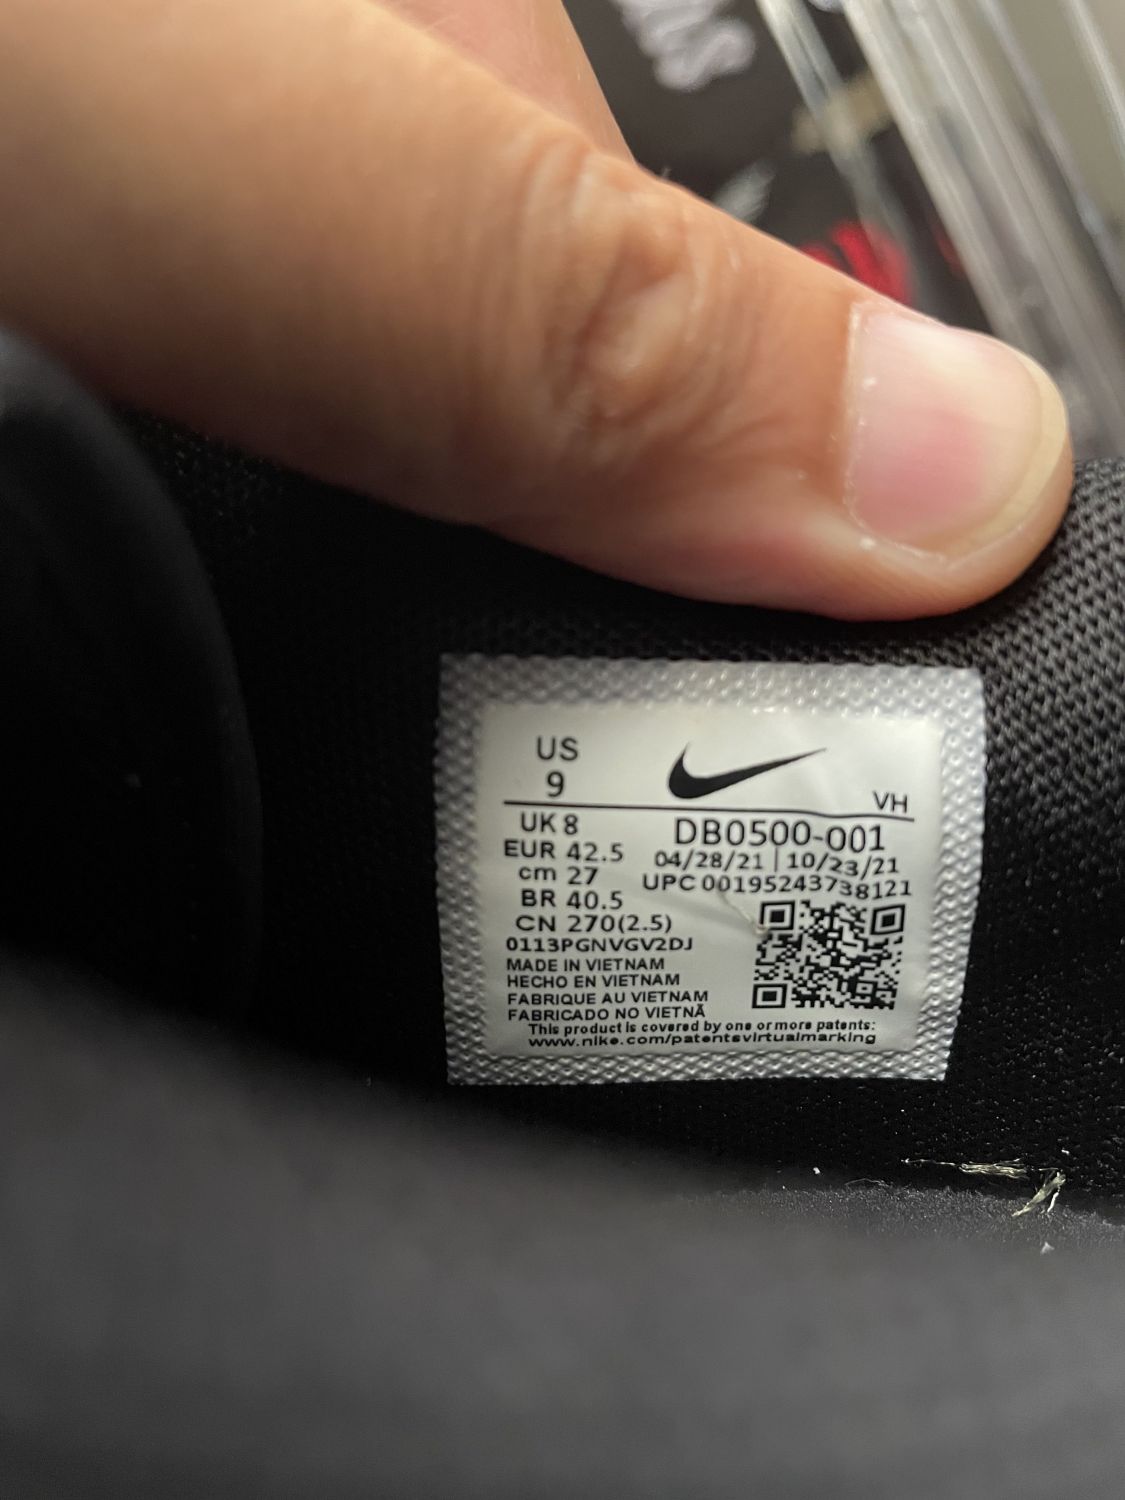 US
9
VH
UK 8
EUR 42.5
cm 27
BR 40.5
CN 270(2.5)
DB0500-001
04/28/21 | 10/23/21
UPC 00195243738121
0113PGNVGV2DJ
MADE IN VIETNAM
HECHO EN VIETNAM
FABRIQUE AU VIETNAM
FABRICADO NO VIETNÃ
This product is covered by one or more patents:
www.nike.com/patentsvirtualmarking